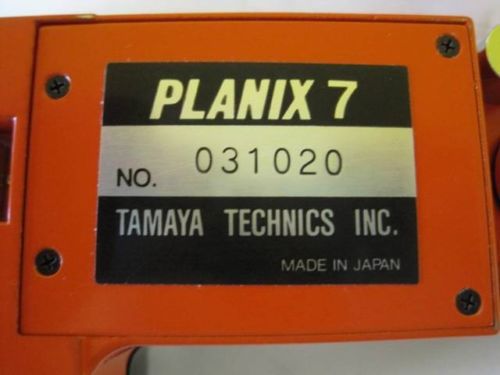 PLANIX 7
NO. 031020
TAMAYA TECHNICS INC.
MADE IN JAPAN